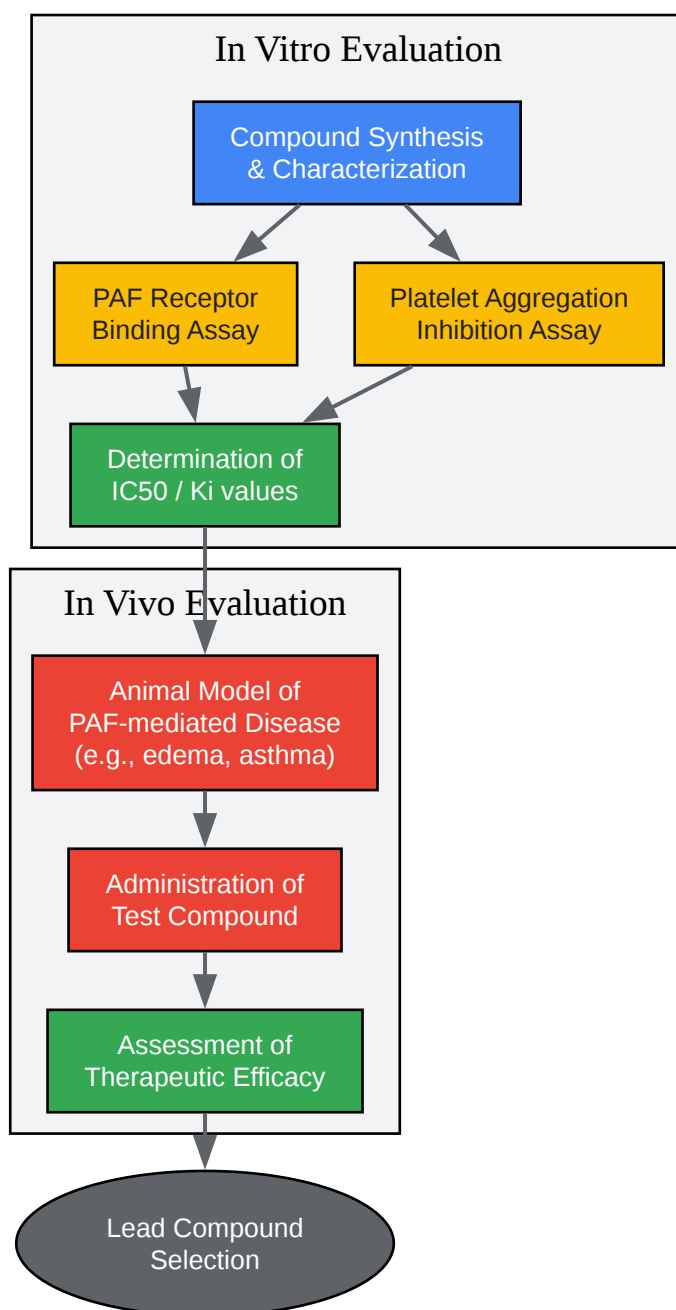 In Vitro Evaluation
Compound Synthesis
& Characterization
PAF Receptor
Binding Assay
Platelet Aggregation
Inhibition Assay
Determination of
IC50 / Ki values
In Vivo Evaluation
Animal Model of
PAF-mediated Disease
(e.g., edema, asthma)
Administration of
Test Compound
Assessment of
Therapeutic Efficacy
Lead Compound
Selection